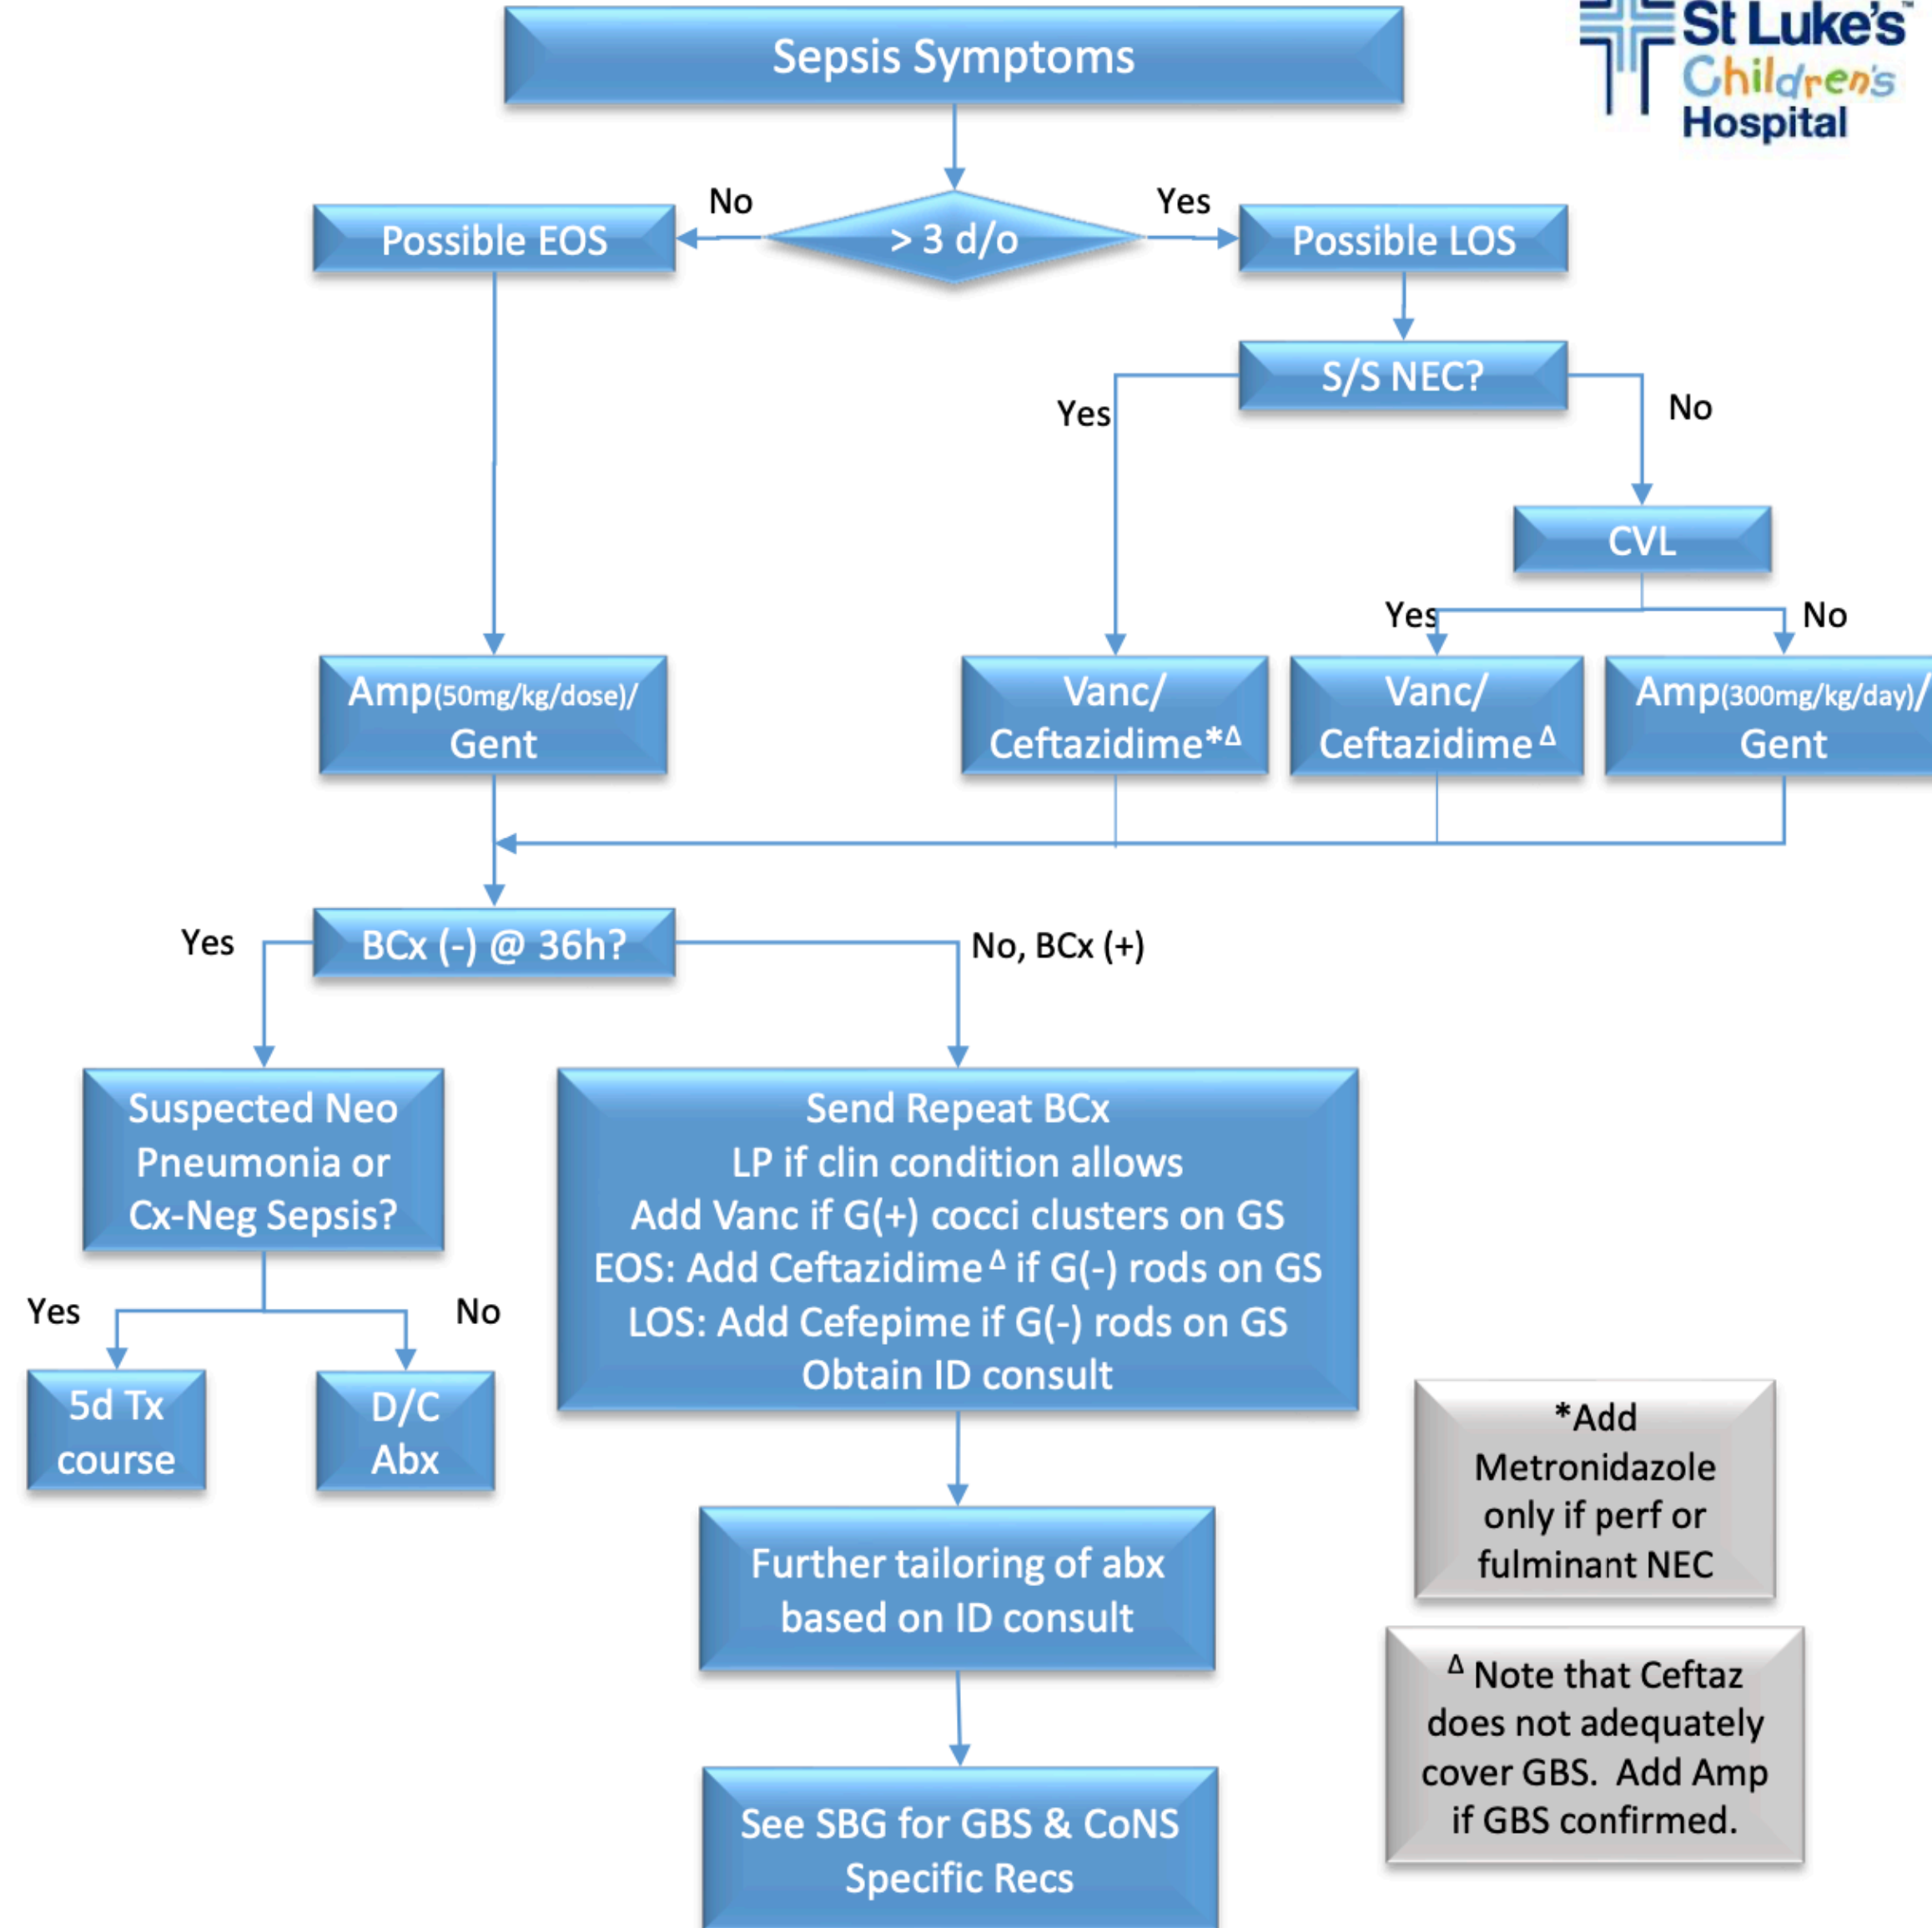 St Luke's™
Children's
Hospital
Sepsis Symptoms
No
Yes
Possible EOS
> 3 d/o
Possible LOS
S/S NEC?
Yes
No
CVL
Yes
No
Amp(50mg/kg/dose)/
Gent
Vanc/
Ceftazidime*Δ
Vanc/
Ceftazidime Δ
Amp(300mg/kg/day)/
Gent
Yes
BCx (-) @ 36h?
No, BCx (+)
Suspected Neo
Pneumonia or
Cx-Neg Sepsis?
Send Repeat BCx
LP if clin condition allows
Add Vanc if G(+) cocci clusters on GS
EOS: Add Ceftazidime Δ if G(-) rods on GS
LOS: Add Cefepime if G(-) rods on GS
Obtain ID consult
Yes
No
5d Tx
course
D/C
Abx
*Add
Metronidazole
only if perf or
fulminant NEC
Further tailoring of abx
based on ID consult
Δ Note that Ceftaz
does not adequately
cover GBS. Add Amp
if GBS confirmed.
See SBG for GBS & CoNS
Specific Recs